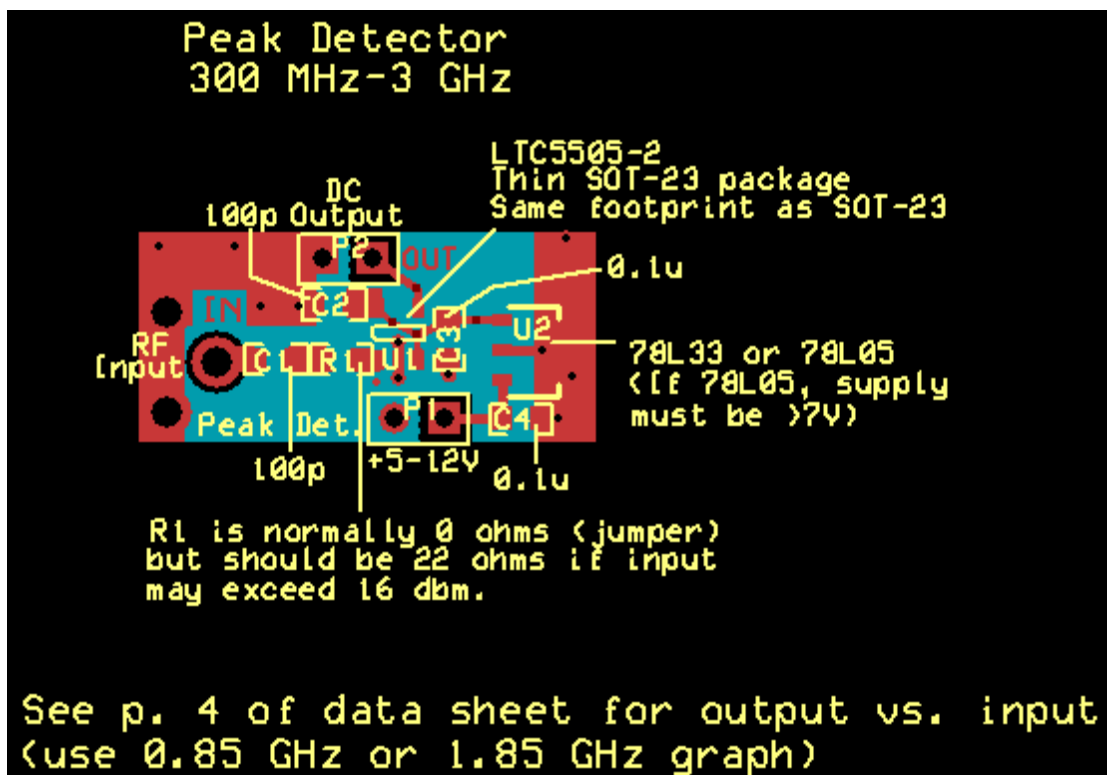 Peak Detector
300 MHz-3 GHz
LTC5505-2
Thin SOT-23 package
Same footprint as SOT-23
DC
100p Output
P2
OUT
0.1u
IN
C2
C3
U2
RF
Input
C1
R1
U1
78L33 or 78L05
(If 78L05, supply
must be >7V)
P1
C4
Peak Det.
+5-12V
100p
0.1u
R1 is normally 0 ohms (jumper)
but should be 22 ohms if input
may exceed 16 dbm.
See p. 4 of data sheet for output vs. input
(use 0.85 GHz or 1.85 GHz graph)